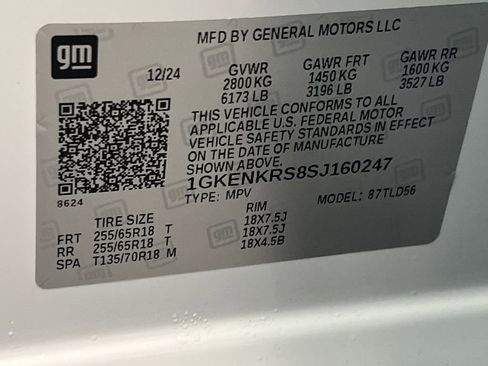 gm
MFD BY GENERAL MOTORS LLC
12/24
GVWR GAWR FRT GAWR RR
2800 KG 1450 KG 1600 KG
6173 LB 3196 LB 3527 LB
THIS VEHICLE CONFORMS TO ALL
APPLICABLE U.S. FEDERAL MOTOR
VEHICLE SAFETY STANDARDS IN EFFECT
ON THE DATE OF MANUFACTURE
SHOWN ABOVE.
1GKENKRS8SJ160247
8624
TYPE: MPV MODEL: 87TLD56
TIRE SIZE RIM
FRT 255/65R18 T 18X7.5J
RR 255/65R18 T 18X7.5J
SPA T135/70R18 M 18X4.5B